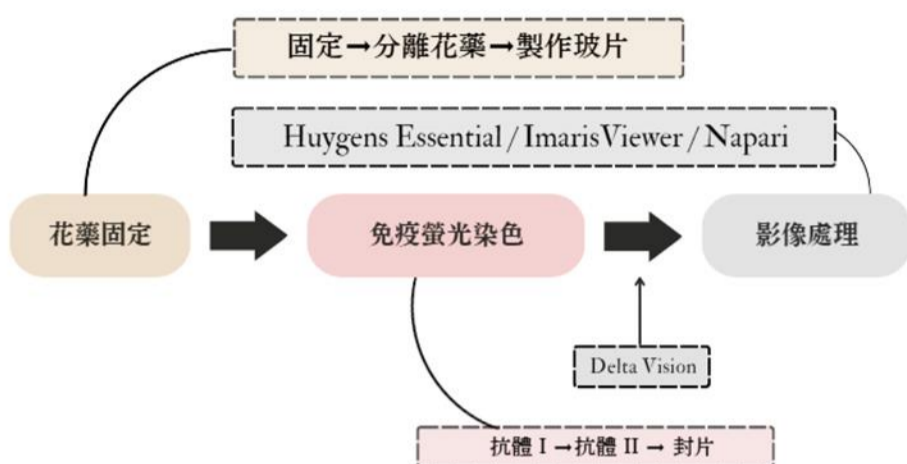 固定→分離花藥→製作玻片
Huygens Essential / ImarisViewer / Napari
花藥固定
免疫螢光染色
影像處理
Delta Vision
抗體 I →抗體 II → 封片